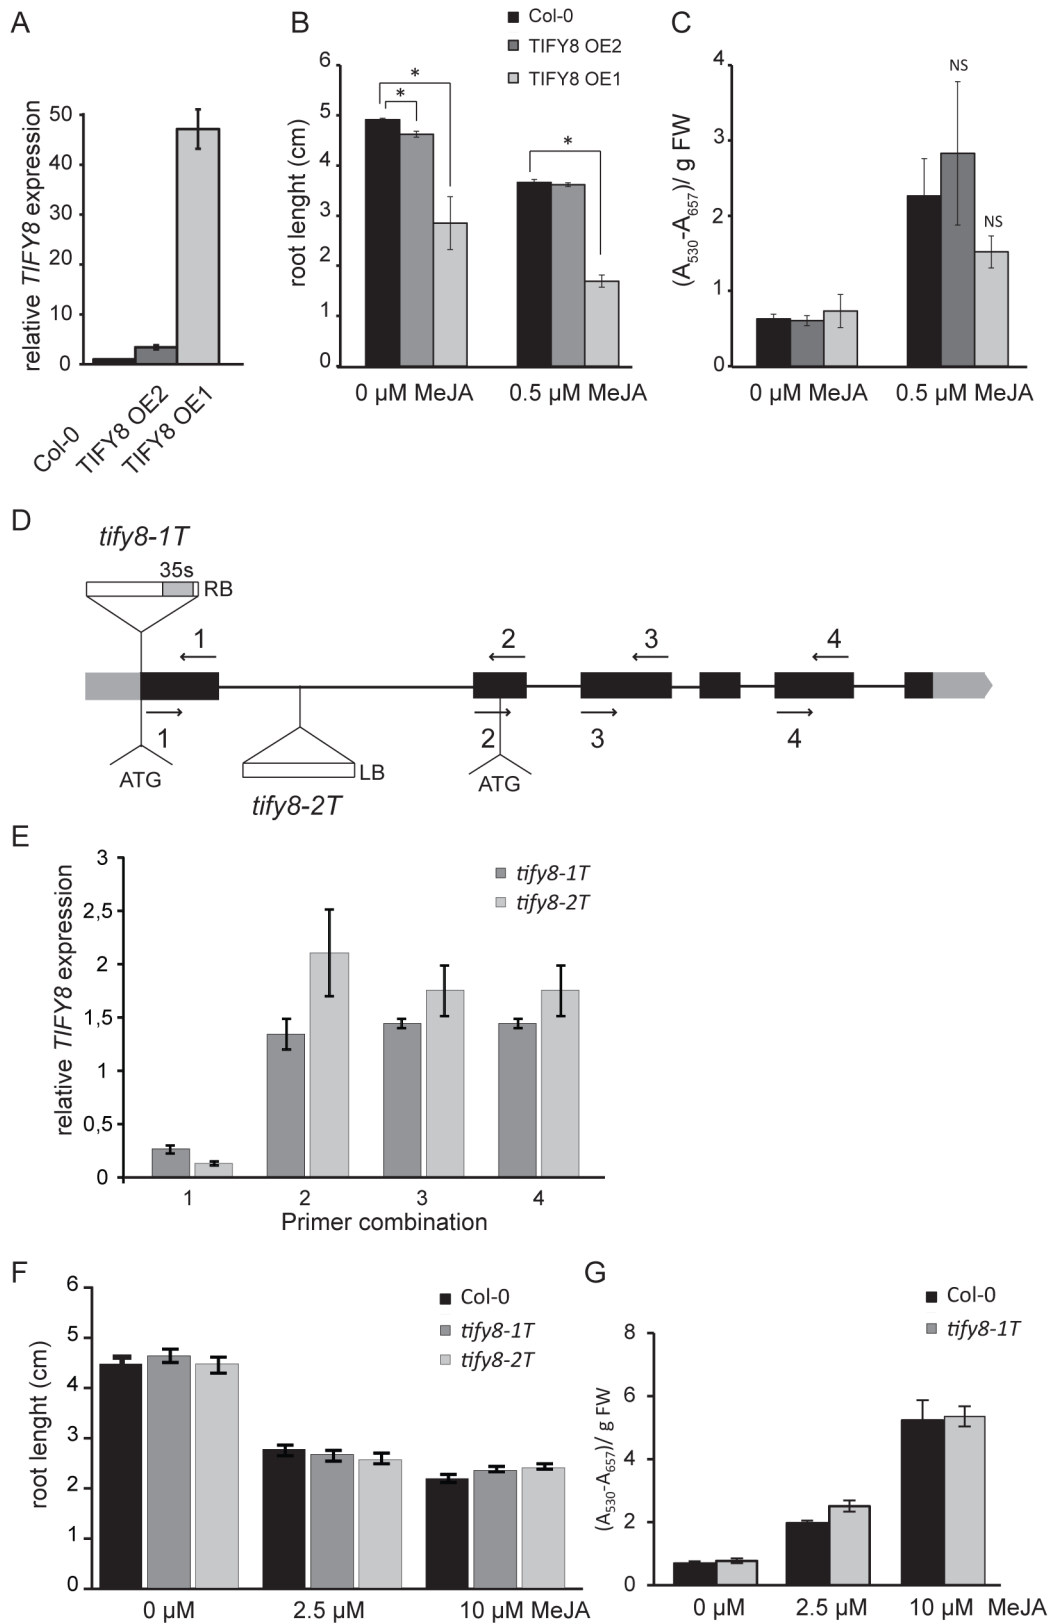 A
relative TIFY8 expression
50
40
30
20
10
0
Col-0
TIFY8 OE2
TIFY8 OE1
B
Col-0
TIFY8 OE2
TIFY8 OE1
root lenght (cm)
6
5
4
3
2
1
0
*
*
*
0 µM MeJA
0.5 µM MeJA
C
(A530-A657)/ g FW
4
3
2
1
0
NS
NS
0 µM MeJA
0.5 µM MeJA
D
tify8-1T
35s
RB
1
2
3
4
1
2
3
4
ATG
LB
ATG
tify8-2T
E
relative TIFY8 expression
3
2,5
2
1,5
1
0,5
0
tify8-1T
tify8-2T
1
2
3
4
Primer combination
F
root lenght (cm)
6
5
4
3
2
1
0
Col-0
tify8-1T
tify8-2T
0 µM
2.5 µM
10 µM MeJA
G
(A530-A657)/ g FW
8
6
4
2
0
Col-0
tify8-1T
0 µM
2.5 µM
10 µM MeJA